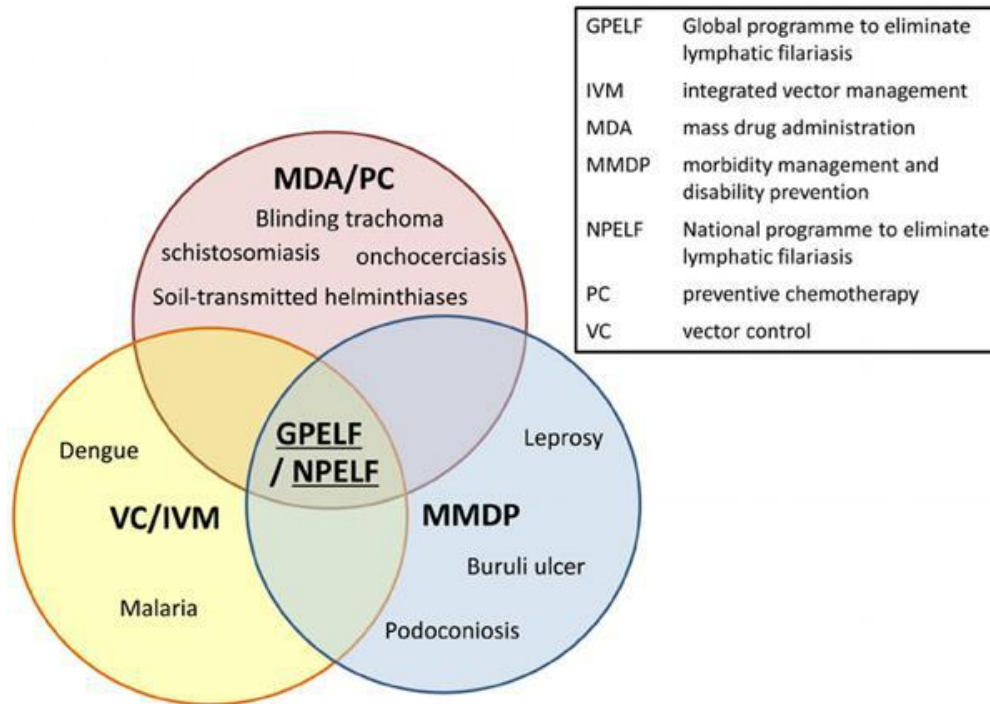 GPELF Global programme to eliminate
lymphatic filariasis
IVM integrated vector management
MDA mass drug administration
MMDP morbidity management and
disability prevention
NPELF National programme to eliminate
lymphatic filariasis
PC preventive chemotherapy
VC vector control
MDA/PC
Blinding trachoma
schistosomiasis onchocerciasis
Soil-transmitted helminthiases
GPELF
/ NPELF
Dengue
VC/IVM
Malaria
Leprosy
MMDP
Buruli ulcer
Podoconiosis